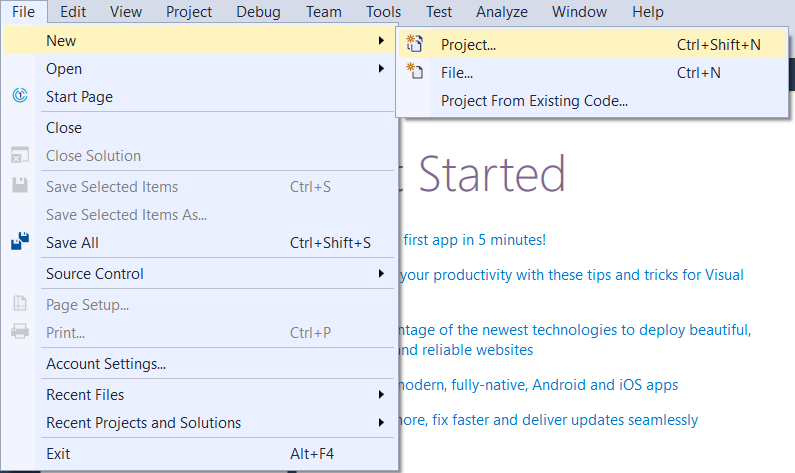 File Edit View Project Debug Team Tools Test Analyze Window Help
New
Project... Ctrl+Shift+N
Open
File... Ctrl+N
Start Page
Project From Existing Code...
Close
Close Solution
Started
Save Selected Items Ctrl+S
Save Selected Items As...
Save All Ctrl+Shift+S
first app in 5 minutes!
Source Control
your productivity with these tips and tricks for Visual
Page Setup...
Print... Ctrl+P
ntage of the newest technologies to deploy beautiful,
nd reliable websites
Account Settings...
modern, fully-native, Android and iOS apps
Recent Files
Recent Projects and Solutions
ore, fix faster and deliver updates seamlessly
Exit Alt+F4